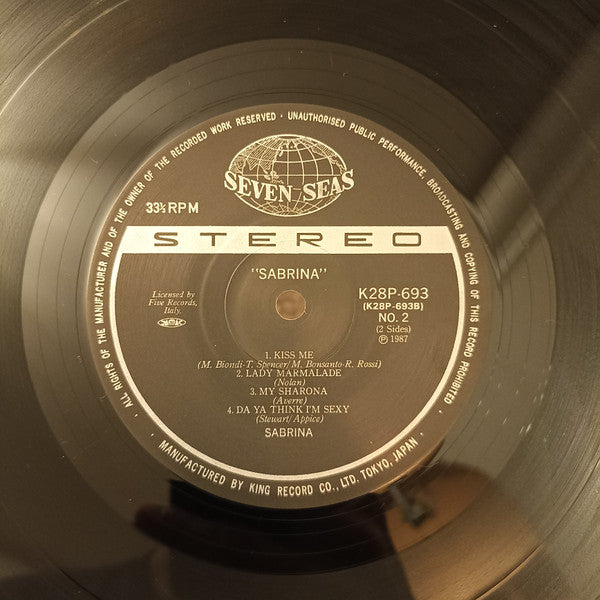 ALL RIGHTS OF THE MANUFACTURER AND OF THE OWNER OF THE RECORDED WORK RESERVED · UNAUTHORISED PUBLIC PERFORMANCE, BROADCASTING AND COPYING OF THIS RECORD PROHIBITED
SEVEN SEAS
33⅓ RPM
STEREO
"SABRINA"
Licensed by
Five Records,
Italy.
K28P-693
(K28P-693B)
NO. 2
(2 Sides)
Ⓟ 1987
1. KISS ME
(M. Biondi-T. Spencer/M. Bonsanto-R. Rossi)
2. LADY MARMALADE
(Nolan)
3. MY SHARONA
(Averre)
4. DA YA THINK I'M SEXY
(Stewart/Appice)
SABRINA
MANUFACTURED BY KING RECORD CO., LTD. TOKYO, JAPAN